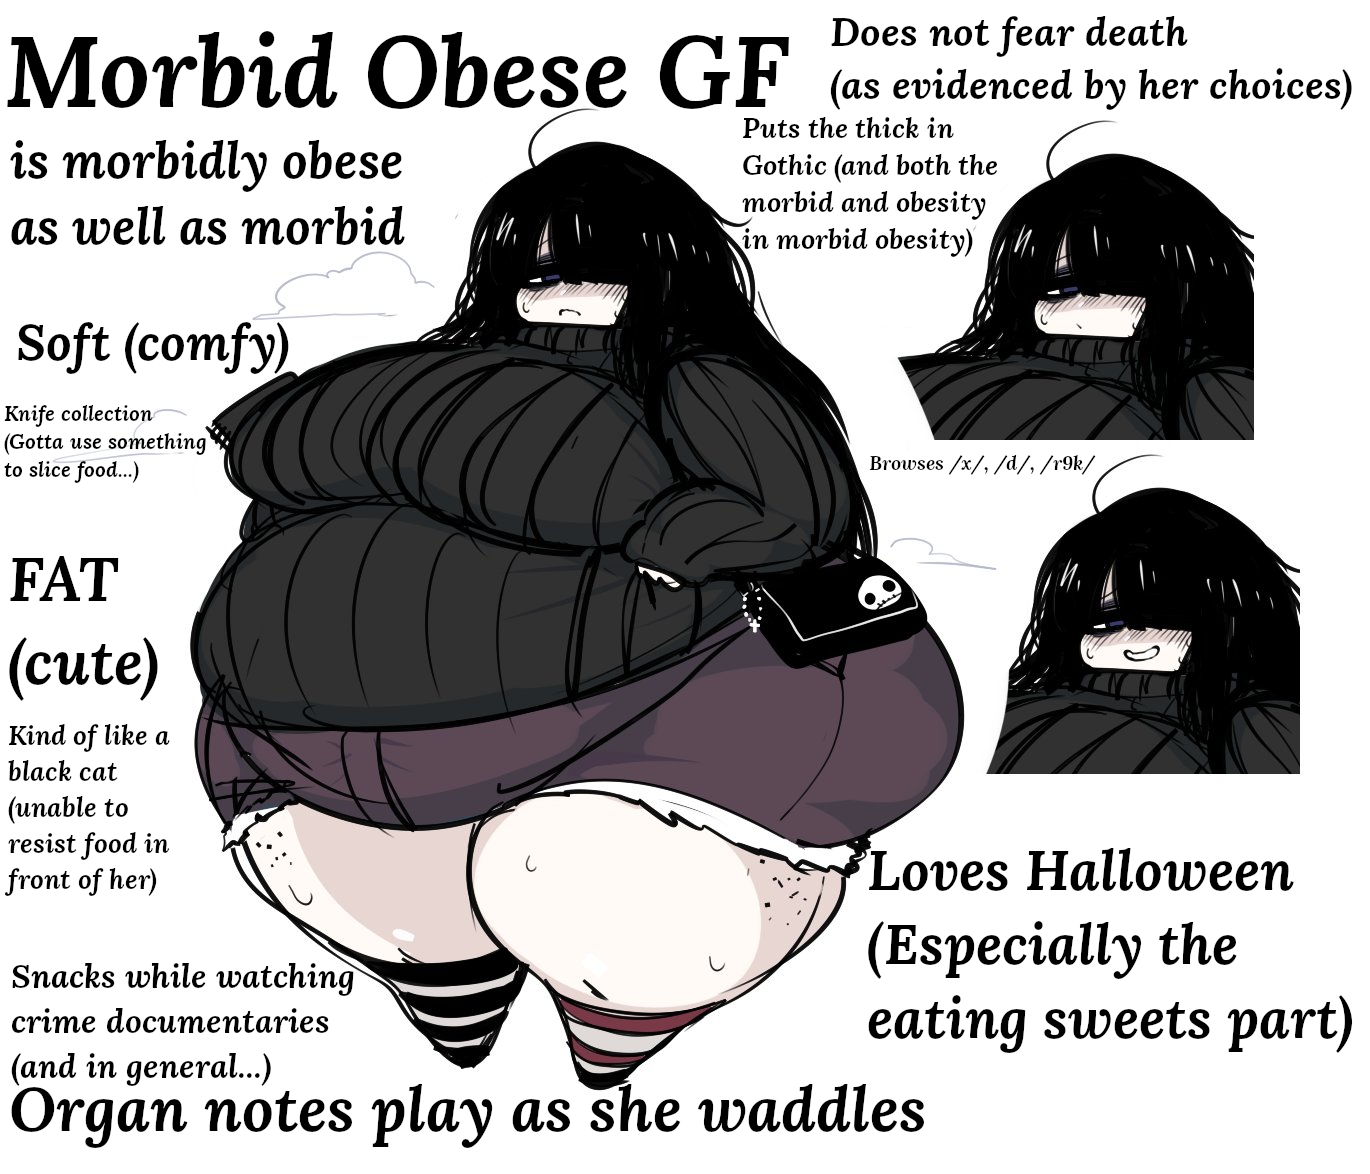 Morbid Obese GF
is morbidly obese
as well as morbid
Does not fear death
(as evidenced by her choices)
Puts the thick in
Gothic (and both the
morbid and obesity
in morbid obesity)
Soft (comfy)
Knife collection
(Gotta use something
to slice food...)
Browses /x/, /d/, /r9k/
FAT
(cute)
Kind of like a
black cat
(unable to
resist food in
front of her)
Loves Halloween
(Especially the
eating sweets part)
Snacks while watching
crime documentaries
(and in general...)
Organ notes play as she waddles